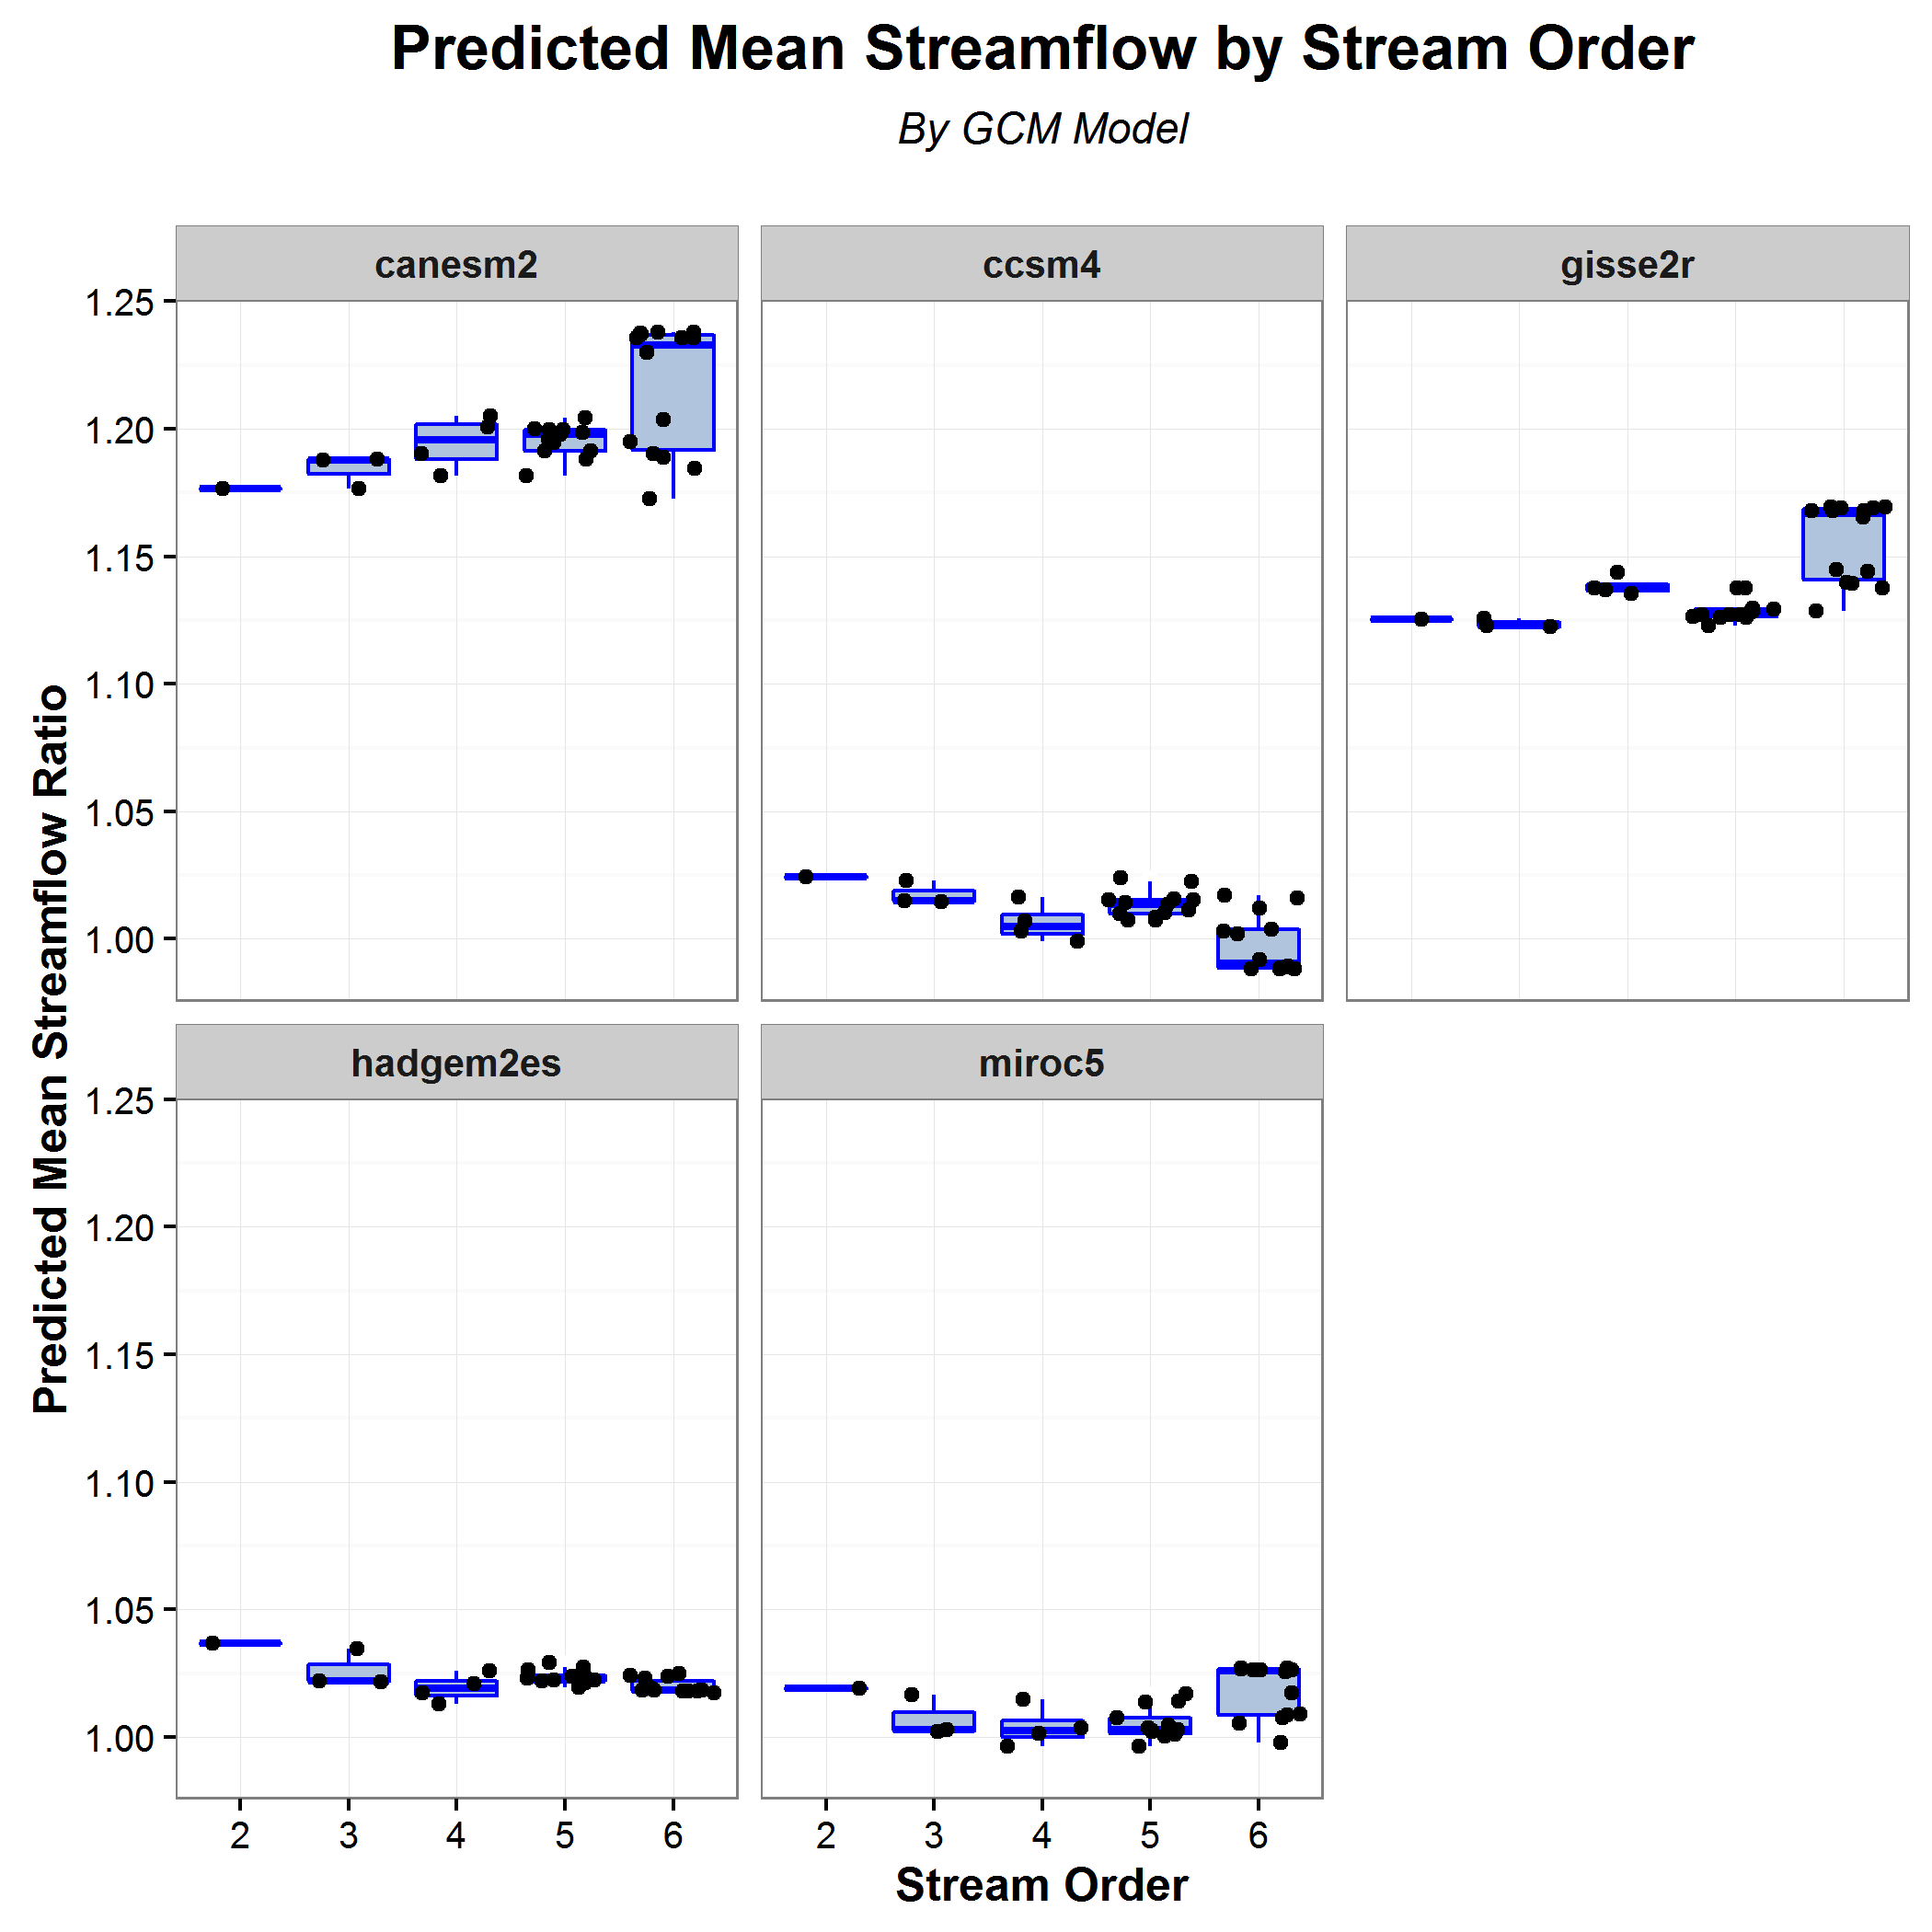 Predicted Mean Streamflow by Stream Order
By GCM Model
canesm2
ccsm4
gisse2r
1.25
1.20
1.15
1.10
1.05
1.00
hadgem2es
miroc5
1.25
1.20
1.15
1.10
1.05
1.00
Predicted Mean Streamflow Ratio
2 3 4 5 6
2 3 4 5 6
Stream Order